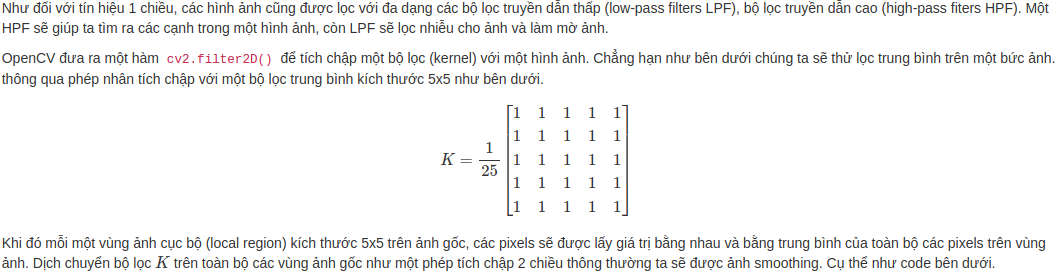 Như đối với tín hiệu 1 chiều, các hình ảnh cũng được lọc với đa dạng các bộ lọc truyền dẫn thấp (low-pass filters LPF), bộ lọc truyền dẫn cao (high-pass fiters HPF). Một
HPF sẽ giúp ta tìm ra các cạnh trong một hình ảnh, còn LPF sẽ lọc nhiễu cho ảnh và làm mờ ảnh.
OpenCV đưa ra một hàm cv2.filter2D() để tích chập một bộ lọc (kernel) với một hình ảnh. Chẳng hạn như bên dưới chúng ta sẽ thử lọc trung bình trên một bức ảnh.
thông qua phép nhân tích chập với một bộ lọc trung bình kích thước 5x5 như bên dưới.
K = 1/25
1 1 1 1 1
1 1 1 1 1
1 1 1 1 1
1 1 1 1 1
1 1 1 1 1
Khi đó mỗi một vùng ảnh cục bộ (local region) kích thước 5x5 trên ảnh gốc, các pixels sẽ được lấy giá trị bằng nhau và bằng trung bình của toàn bộ các pixels trên vùng
ảnh. Dịch chuyển bộ lọc K trên toàn bộ các vùng ảnh gốc như một phép tích chập 2 chiều thông thường ta sẽ được ảnh smoothing. Cụ thể như code bên dưới.